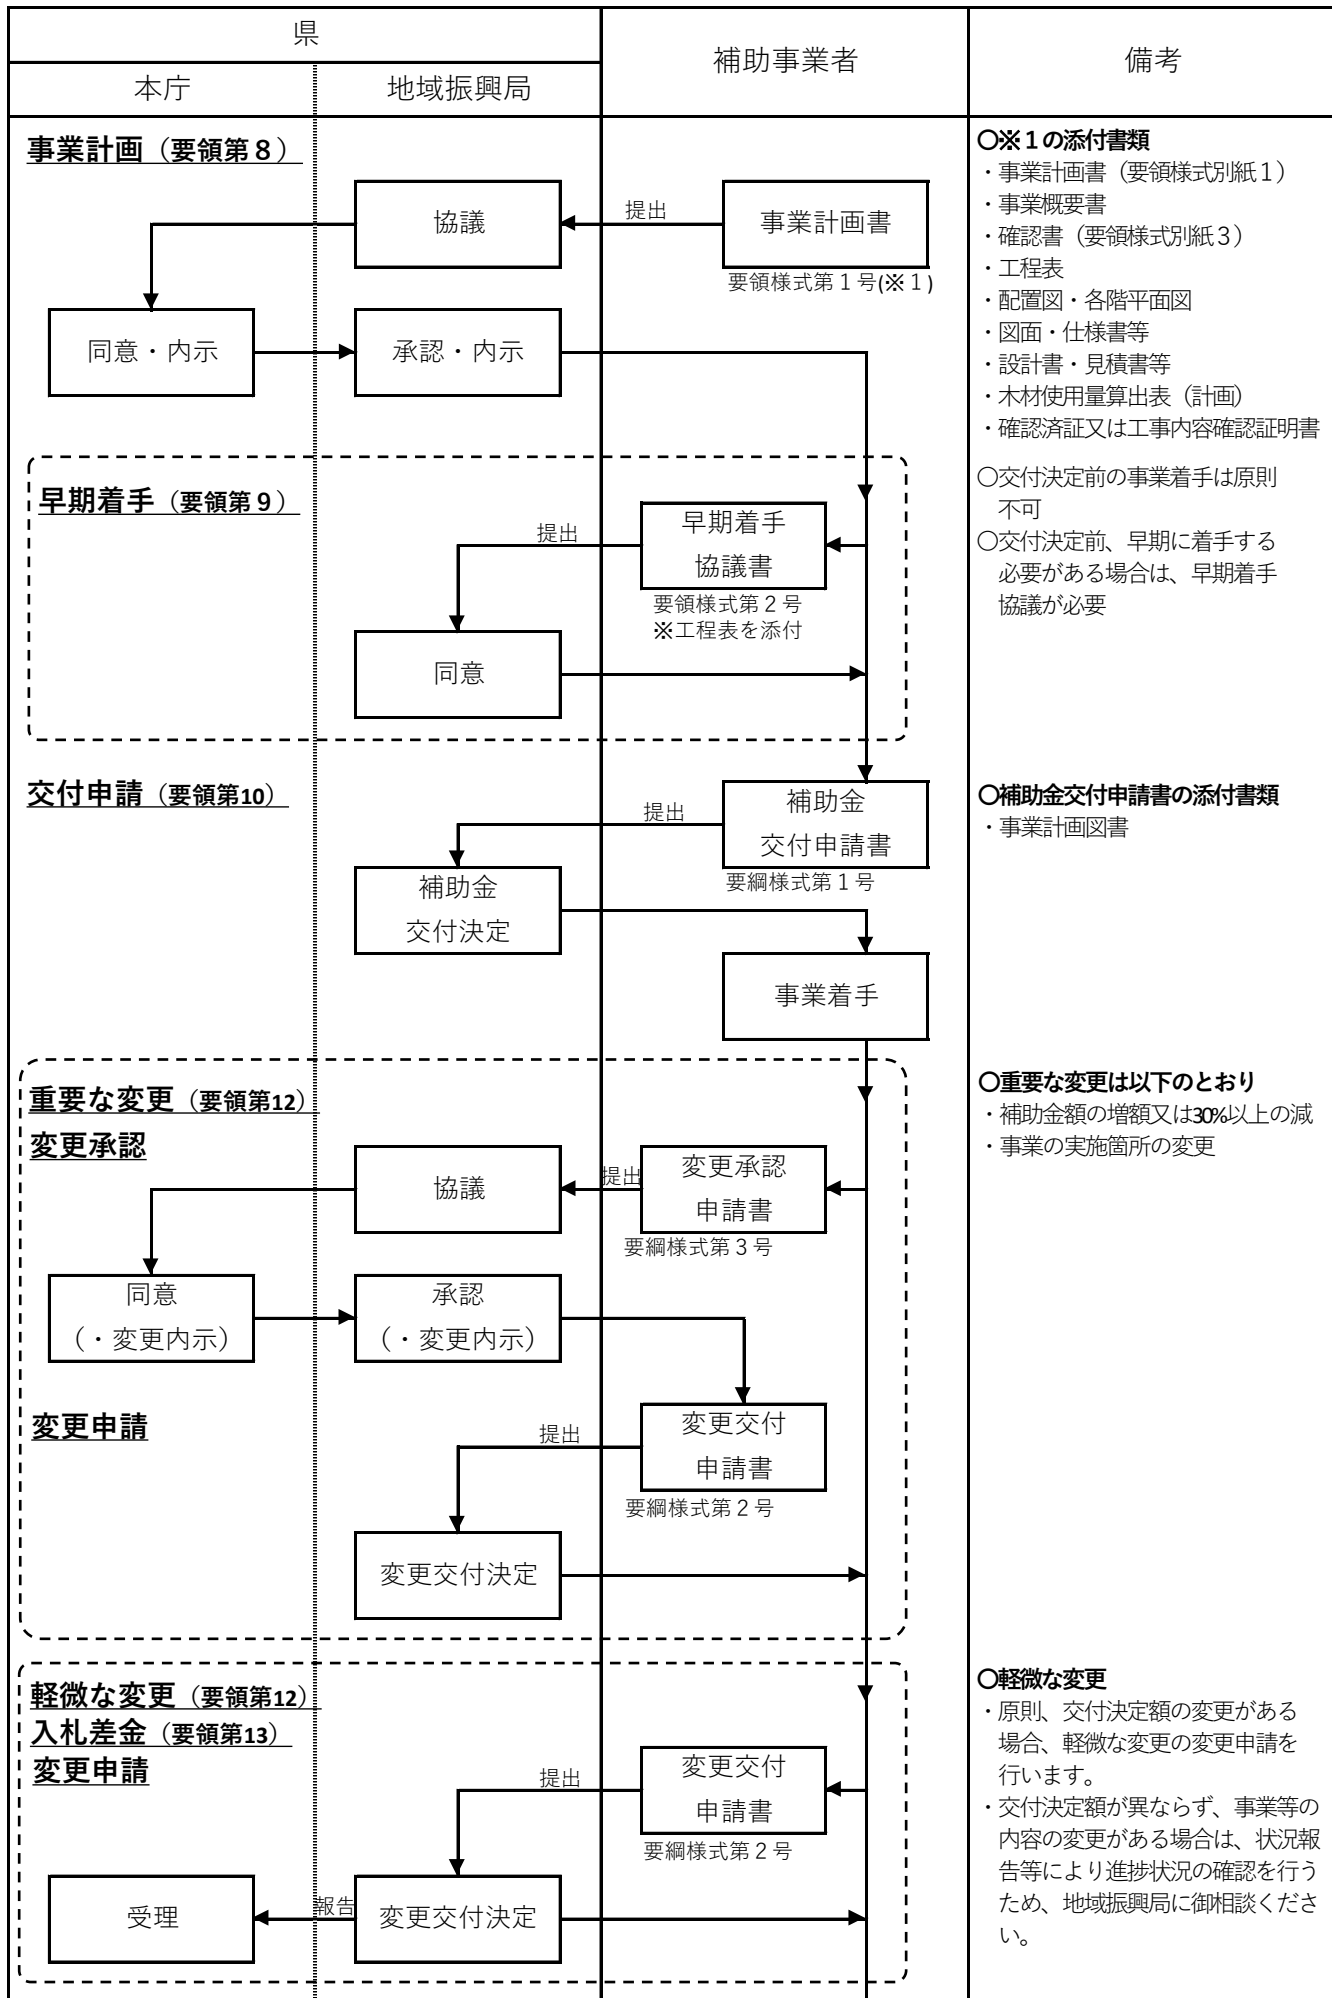 県
補助事業者
備考
本庁
地域振興局
事業計画（要領第８）
協議
提出
事業計画書
要領様式第１号(※１)
同意・内示
承認・内示
〇※１の添付書類
・事業計画書（要領様式別紙１）
・事業概要書
・確認書（要領様式別紙３）
・工程表
・配置図・各階平面図
・図面・仕様書等
・設計書・見積書等
・木材使用量算出表（計画）
・確認済証又は工事内容確認証明書
早期着手（要領第９）
提出
早期着手
協議書
要領様式第２号
※工程表を添付
同意
〇交付決定前の事業着手は原則
不可
〇交付決定前、早期に着手する
必要がある場合は、早期着手
協議が必要
交付申請（要領第10）
提出
補助金
交付申請書
要綱様式第１号
補助金
交付決定
事業着手
〇補助金交付申請書の添付書類
・事業計画図書
重要な変更（要領第12）
変更承認
協議
提出
変更承認
申請書
要綱様式第３号
同意
（・変更内示）
承認
（・変更内示）
変更申請
提出
変更交付
申請書
要綱様式第２号
変更交付決定
〇重要な変更は以下のとおり
・補助金額の増額又は30%以上の減
・事業の実施箇所の変更
軽微な変更（要領第12）
入札差金（要領第13）
変更申請
提出
変更交付
申請書
要綱様式第２号
受理
報告
変更交付決定
〇軽微な変更
・原則、交付決定額の変更がある
場合、軽微な変更の変更申請を
行います。
・交付決定額が異ならず、事業等の
内容の変更がある場合は、状況報
告等により進捗状況の確認を行う
ため、地域振興局に御相談くださ
い。